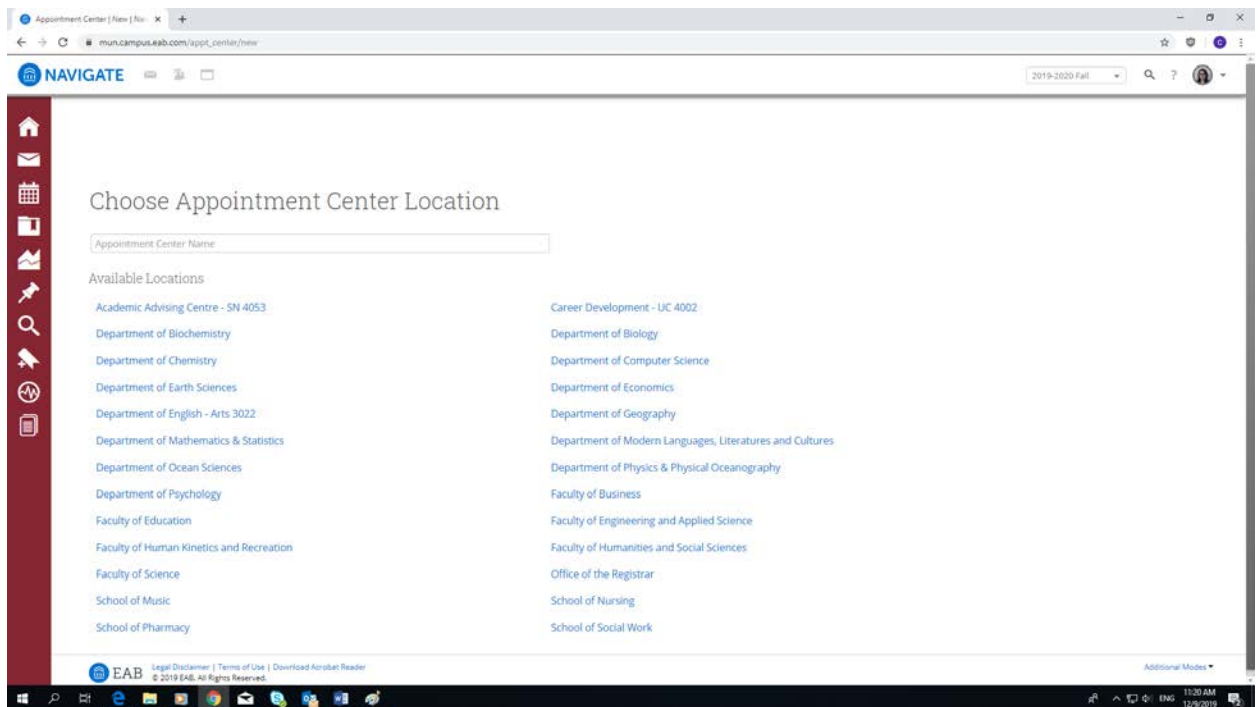 Appointment Center | New | Nav
mun.campus.eab.com/appt_center/new
NAVIGATE
2019-2020 Fall
?
Choose Appointment Center Location
Appointment Center Name
Available Locations
Academic Advising Centre - SN 4053
Career Development - UC 4002
Department of Biochemistry
Department of Biology
Department of Chemistry
Department of Computer Science
Department of Earth Sciences
Department of Economics
Department of English - Arts 3022
Department of Geography
Department of Mathematics & Statistics
Department of Modern Languages, Literatures and Cultures
Department of Ocean Sciences
Department of Physics & Physical Oceanography
Department of Psychology
Faculty of Business
Faculty of Education
Faculty of Engineering and Applied Science
Faculty of Human Kinetics and Recreation
Faculty of Humanities and Social Sciences
Faculty of Science
Office of the Registrar
School of Music
School of Nursing
School of Pharmacy
School of Social Work
EAB
Legal Disclaimer | Terms of Use | Download Acrobat Reader
© 2019 EAB. All Rights Reserved.
Additional Modes
ENG
11:20 AM
12/9/2019